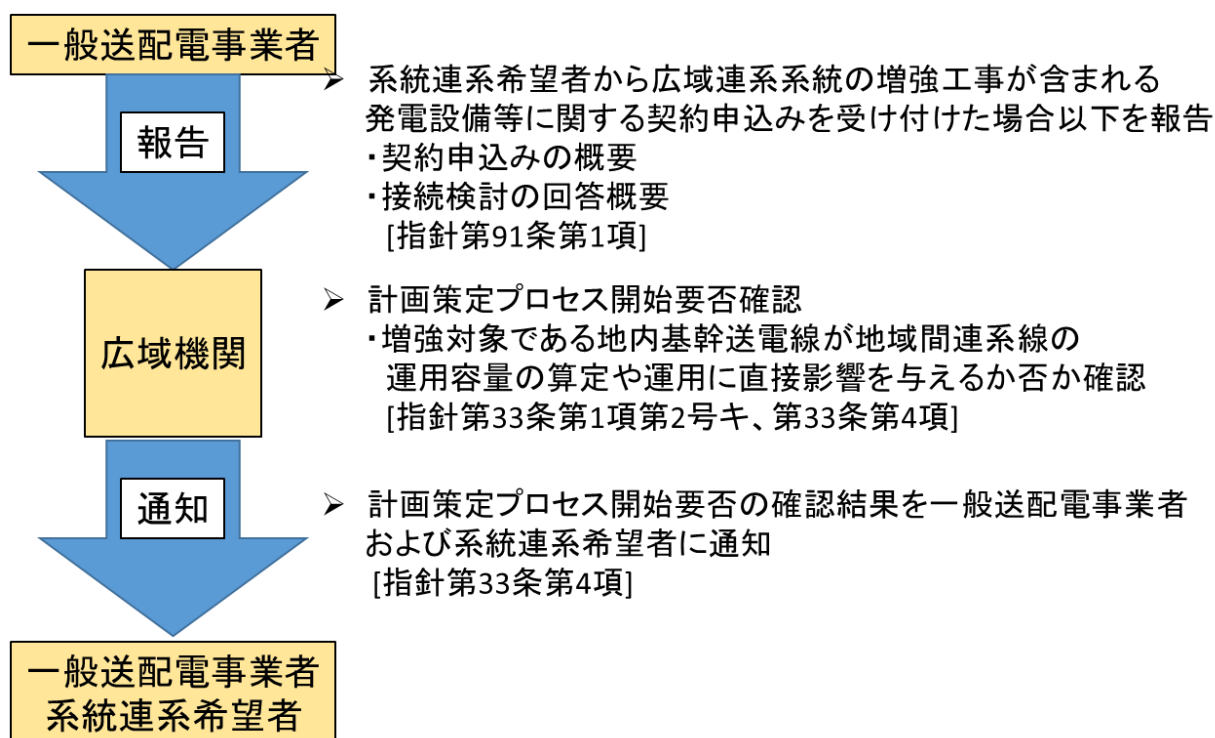 一般送配電事業者
➢ 系統連系希望者から広域連系系統の増強工事が含まれる
発電設備等に関する契約申込みを受け付けた場合以下を報告
報告
・契約申込みの概要
・接続検討の回答概要
[指針第91条第1項]
広域機関
➢ 計画策定プロセス開始要否確認
・増強対象である地内基幹送電線が地域間連系線の
運用容量の算定や運用に直接影響を与えるか否か確認
[指針第33条第1項第2号キ、第33条第4項]
通知
➢ 計画策定プロセス開始要否の確認結果を一般送配電事業者
および系統連系希望者に通知
[指針第33条第4項]
一般送配電事業者
系統連系希望者